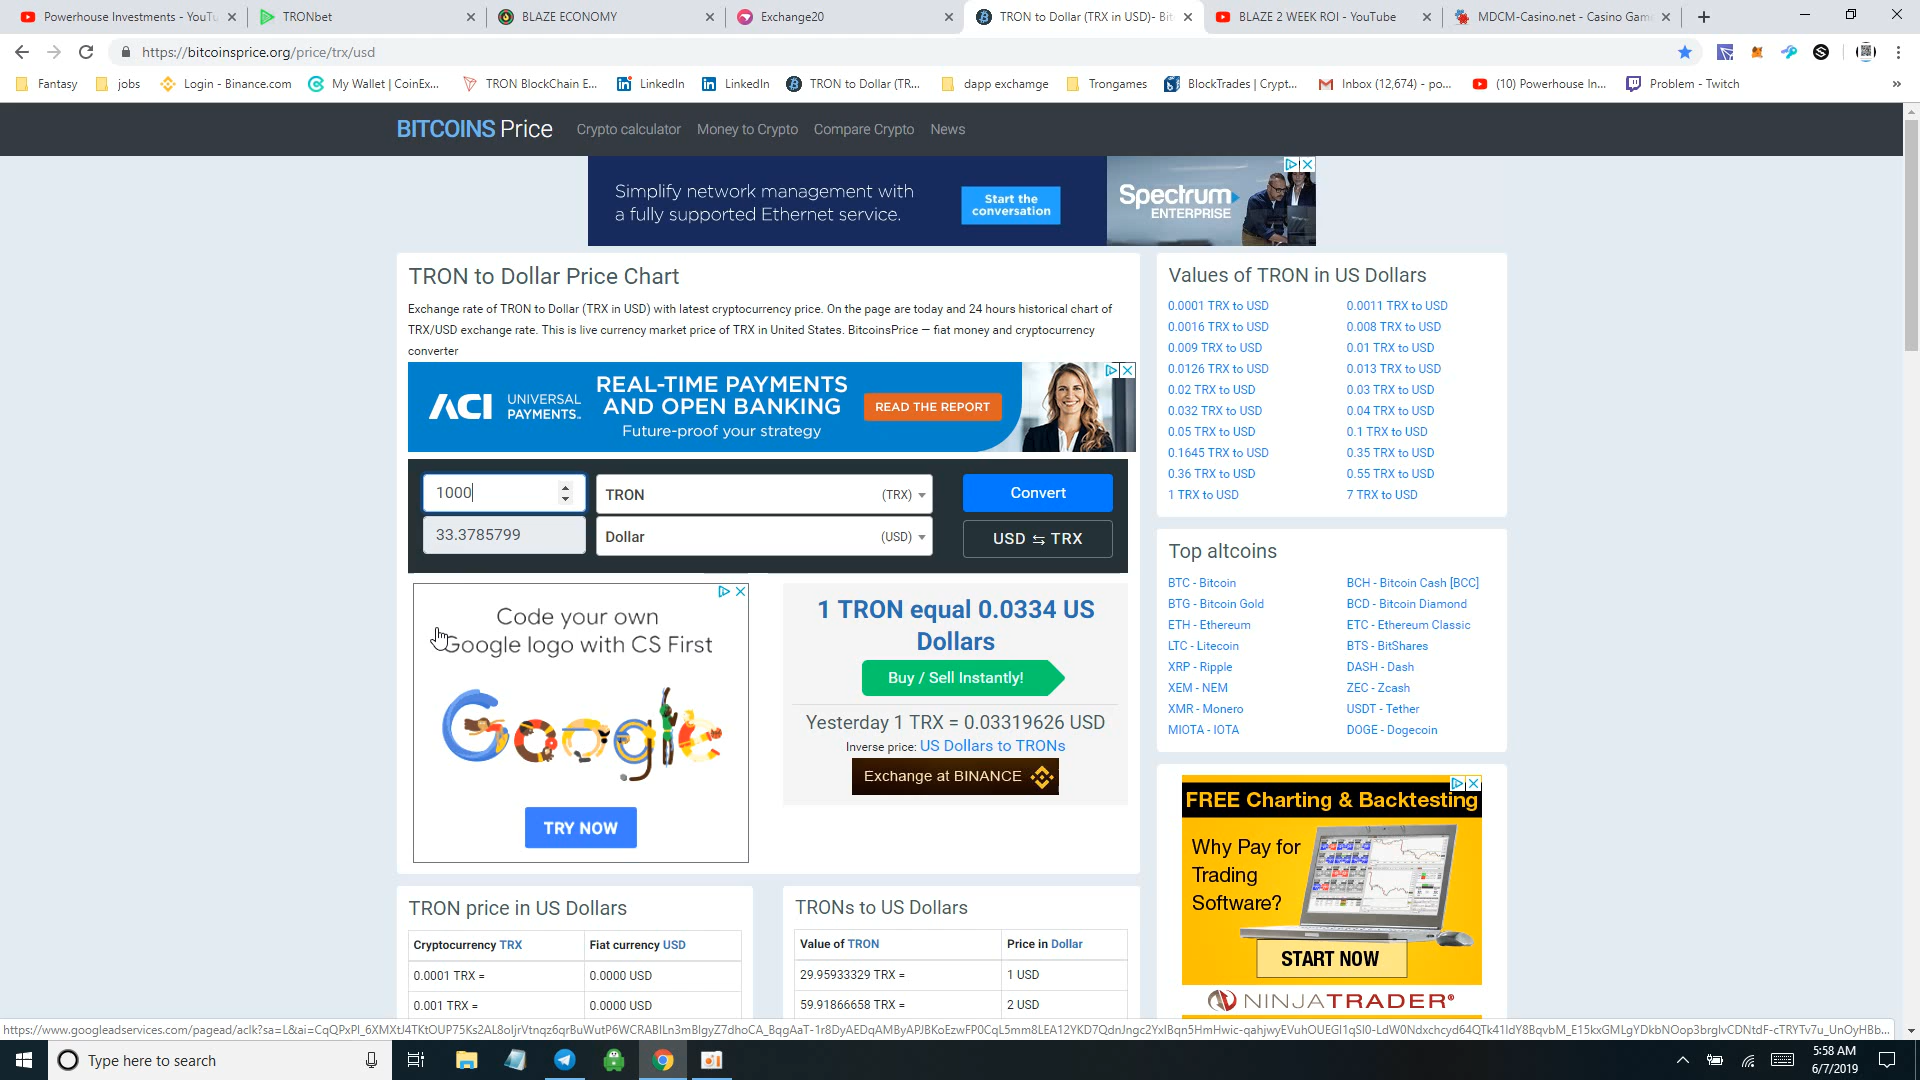 Powerhouse Investments - YouTu
TRONbet
BLAZE ECONOMY
Exchange20
TRON to Dollar (TRX in USD)- Bit
BLAZE 2 WEEK ROI - YouTube
MDCM-Casino.net - Casino Gam
https://bitcoinsprice.org/price/trx/usd
Fantasy
jobs
Login - Binance.com
My Wallet | CoinEx...
TRON BlockChain E...
LinkedIn
LinkedIn
TRON to Dollar (TR...
dapp exchamge
Trongames
BlockTrades | Crypt...
Inbox (12,674) - po...
(10) Powerhouse In...
Problem - Twitch
»
BITCOINS Price
Crypto calculator
Money to Crypto
Compare Crypto
News
Simplify network management with
a fully supported Ethernet service.
Start the
conversation
Spectrum
ENTERPRISE
TRON to Dollar Price Chart
Exchange rate of TRON to Dollar (TRX in USD) with latest cryptocurrency price. On the page are today and 24 hours historical chart of
TRX/USD exchange rate. This is live currency market price of TRX in United States. BitcoinsPrice — fiat money and cryptocurrency
converter
ACI UNIVERSAL
PAYMENTS
REAL-TIME PAYMENTS
AND OPEN BANKING
Future-proof your strategy
READ THE REPORT
1000
TRON (TRX)
Convert
33.3785799
Dollar (USD)
USD ⇆ TRX
Code your own
Google logo with CS First
Google
TRY NOW
1 TRON equal 0.0334 US
Dollars
Buy / Sell Instantly!
Yesterday 1 TRX = 0.03319626 USD
Inverse price: US Dollars to TRONs
Exchange at BINANCE
TRON price in US Dollars
Cryptocurrency TRX Fiat currency USD
0.0001 TRX = 0.0000 USD
0.001 TRX = 0.0000 USD
TRONs to US Dollars
Value of TRON Price in Dollar
29.95933329 TRX = 1 USD
59.91866658 TRX = 2 USD
Values of TRON in US Dollars
0.0001 TRX to USD 0.0011 TRX to USD
0.0016 TRX to USD 0.008 TRX to USD
0.009 TRX to USD 0.01 TRX to USD
0.0126 TRX to USD 0.013 TRX to USD
0.02 TRX to USD 0.03 TRX to USD
0.032 TRX to USD 0.04 TRX to USD
0.05 TRX to USD 0.1 TRX to USD
0.1645 TRX to USD 0.35 TRX to USD
0.36 TRX to USD 0.55 TRX to USD
1 TRX to USD 7 TRX to USD
Top altcoins
BTC - Bitcoin BCH - Bitcoin Cash [BCC]
BTG - Bitcoin Gold BCD - Bitcoin Diamond
ETH - Ethereum ETC - Ethereum Classic
LTC - Litecoin BTS - BitShares
XRP - Ripple DASH - Dash
XEM - NEM ZEC - Zcash
XMR - Monero USDT - Tether
MIOTA - IOTA DOGE - Dogecoin
FREE Charting & Backtesting
Why Pay for
Trading
Software?
START NOW
NINJATRADER®
Type here to search
5:58 AM
6/7/2019